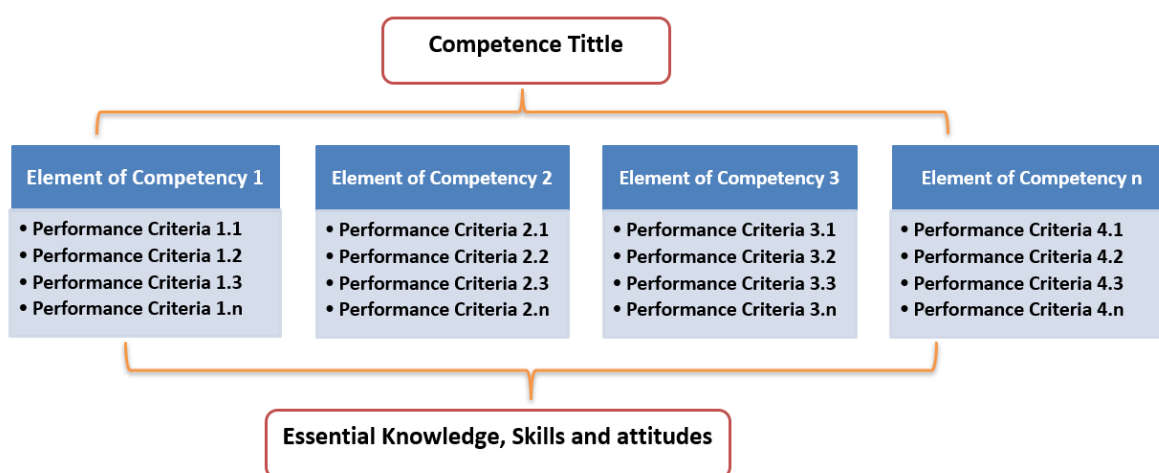 Competence Tittle
Element of Competency 1
• Performance Criteria 1.1
• Performance Criteria 1.2
• Performance Criteria 1.3
• Performance Criteria 1.n
Element of Competency 2
• Performance Criteria 2.1
• Performance Criteria 2.2
• Performance Criteria 2.3
• Performance Criteria 2.n
Element of Competency 3
• Performance Criteria 3.1
• Performance Criteria 3.2
• Performance Criteria 3.3
• Performance Criteria 3.n
Element of Competency n
• Performance Criteria 4.1
• Performance Criteria 4.2
• Performance Criteria 4.3
• Performance Criteria 4.n
Essential Knowledge, Skills and attitudes